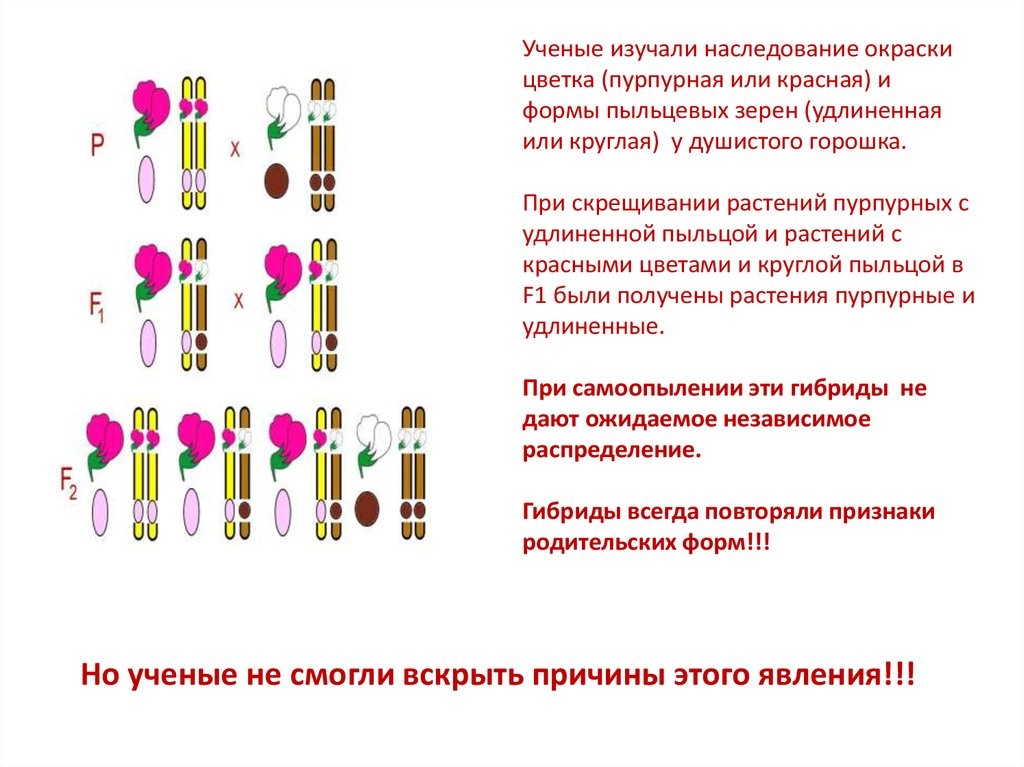 Ученые изучали наследование окраски
цветка (пурпурная или красная) и
формы пыльцевых зерен (удлиненная
или круглая) у душистого горошка.
При скрещивании растений пурпурных с
удлиненной пыльцой и растений с
красными цветами и круглой пыльцой в
F1 были получены растения пурпурные и
удлиненные.
При самоопылении эти гибриды не
дают ожидаемое независимое
распределение.
Гибриды всегда повторяли признаки
родительских форм!!!
P x
F1 x
F2
Но ученые не смогли вскрыть причины этого явления!!!